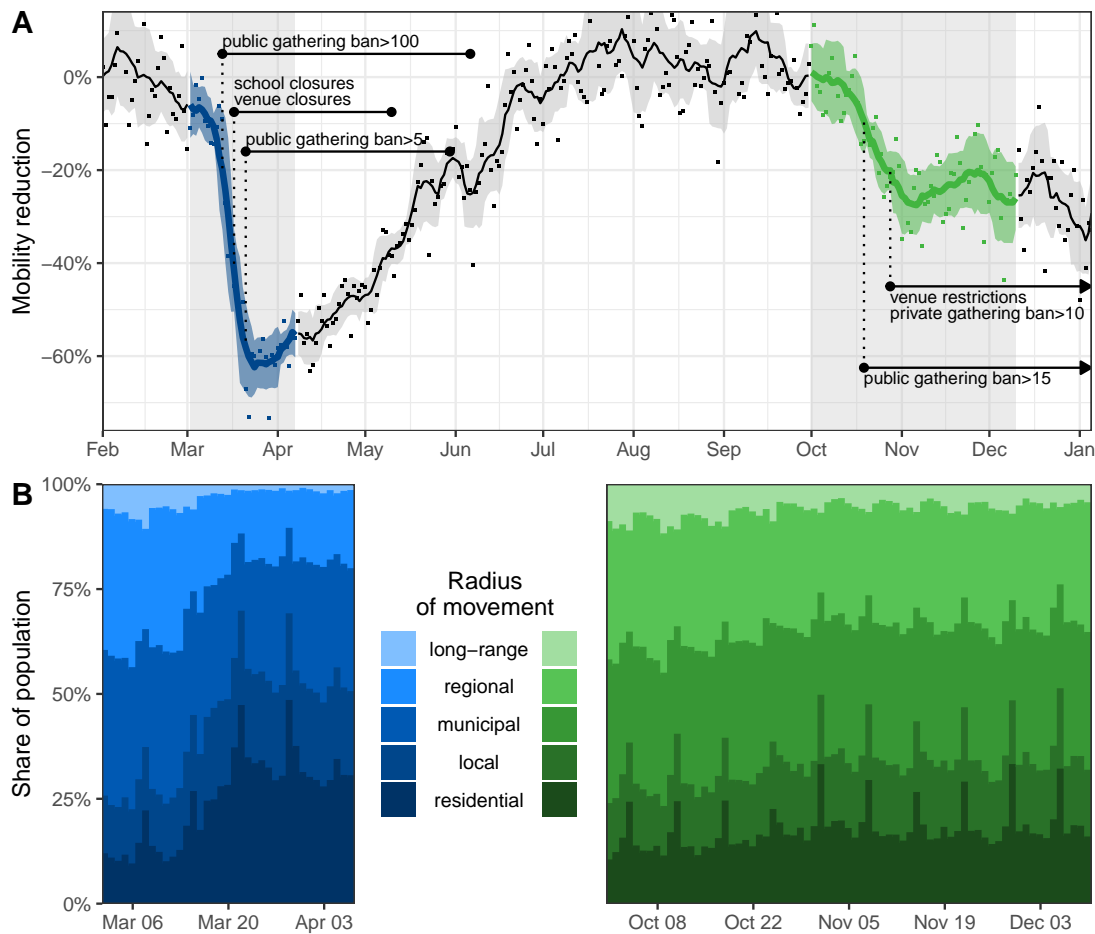 A
public gathering ban>100
school closures
venue closures
public gathering ban>5
venue restrictions
private gathering ban>10
public gathering ban>15
Mobility reduction
0%
−20%
−40%
−60%
Feb Mar Apr May Jun Jul Aug Sep Oct Nov Dec Jan
B
Share of population
100%
75%
50%
25%
0%
Radius
of movement
long−range
regional
municipal
local
residential
Mar 06 Mar 20 Apr 03 Oct 08 Oct 22 Nov 05 Nov 19 Dec 03